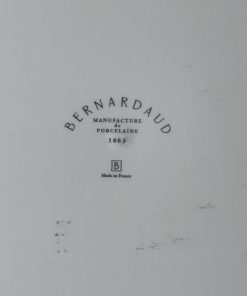 BERNARDAUD
MANUFACTURE
de
PORCELAINE
1863
B
Made in France